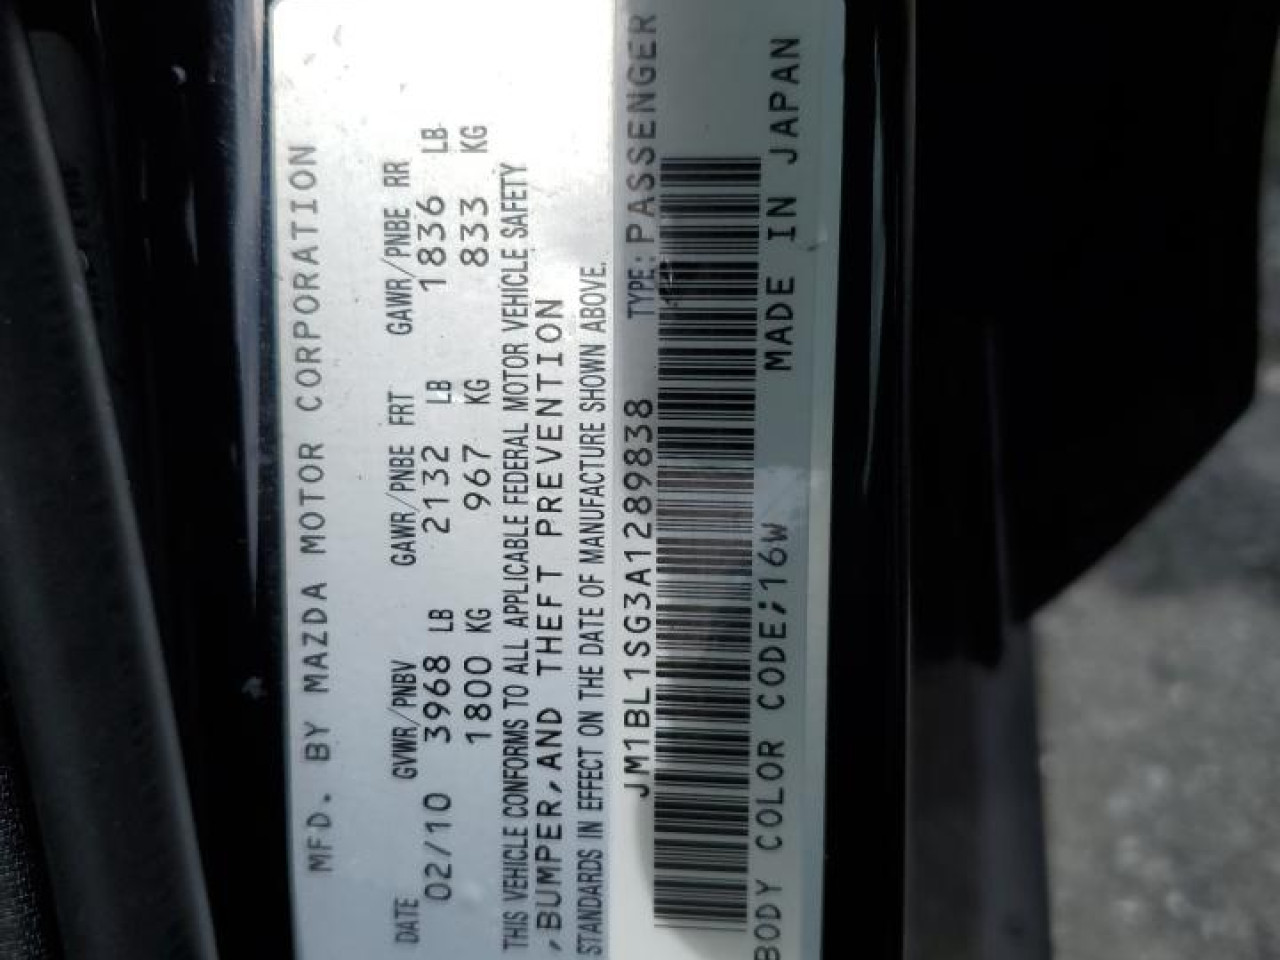 MFD. BY MAZDA MOTOR CORPORATION
DATE GVWR/PNBV GAWR/PNBE FRT GAWR/PNBE RR
02/10 3968 LB 2132 LB 1836 LB
1800 KG 967 KG 833 KG
THIS VEHICLE CONFORMS TO ALL APPLICABLE FEDERAL MOTOR VEHICLE SAFETY
,BUMPER,AND THEFT PREVENTION
STANDARDS IN EFFECT ON THE DATE OF MANUFACTURE SHOWN ABOVE.
JM1BL1SG3A1289838 TYPE:PASSENGER
BODY COLOR CODE;16W MADE IN JAPAN